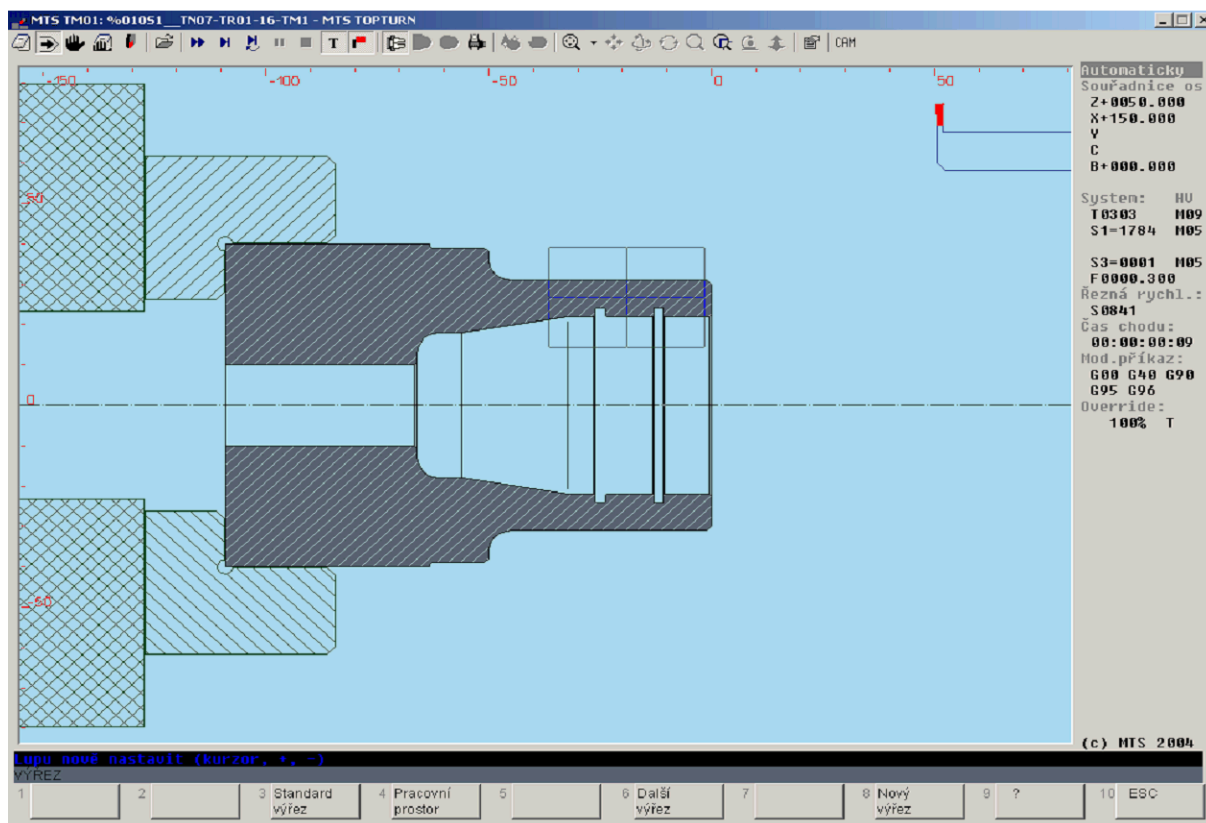 MTS TM01: %01051__TN07-TR01-16-TM1 - MTS TOPTURN
T
CAM
-150
-100
-50
0
50
50
0
-50
Automaticky
Souřadnice os
Z+0050.000
X+150.000
Y
C
B+000.000
System: HV
T0303 M09
S1=1784 M05
S3=0001 M05
F0000.300
Řezná rychl.:
S0841
Čas chodu:
00:00:00:09
Mod.příkaz:
G00 G40 G90
G95 G96
Override:
100% T
(c) MTS 2004
Lupu nově nastavit (kurzor, +, -)
VÝŘEZ
1
2
3 Standard výřez
4 Pracovní prostor
5
6 Další výřez
7
8 Nový výřez
9 ?
10 ESC